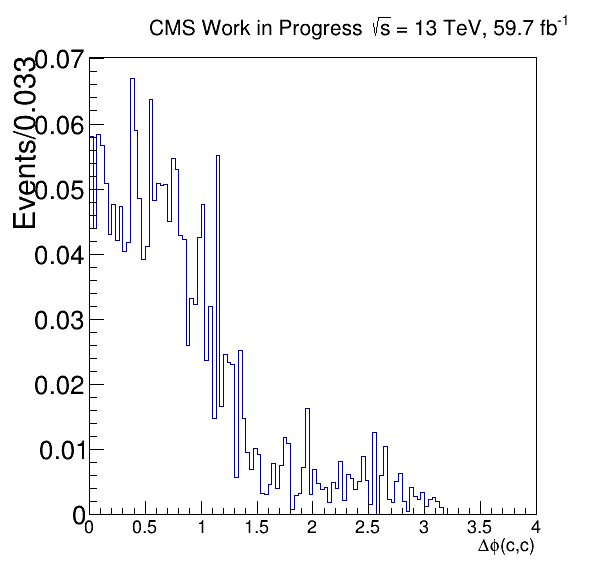 CMS Work in Progress √s = 13 TeV, 59.7 fb⁻¹
Events/0.033
0.07
0.06
0.05
0.04
0.03
0.02
0.01
0
0 0.5 1 1.5 2 2.5 3 3.5 4
Δϕ(c,c)